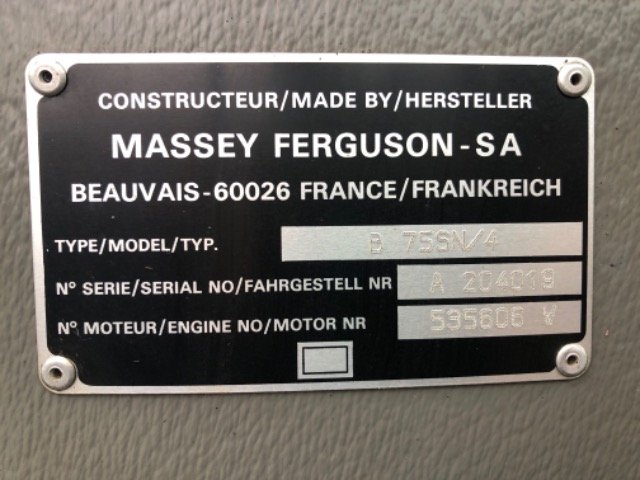 CONSTRUCTEUR/MADE BY/HERSTELLER
MASSEY FERGUSON-SA
BEAUVAIS-60026 FRANCE/FRANKREICH
TYPE/MODEL/TYP. B 75SN/4
N° SERIE/SERIAL NO/FAHRGESTELL NR A 204019
N° MOTEUR/ENGINE NO/MOTOR NR 535606 V